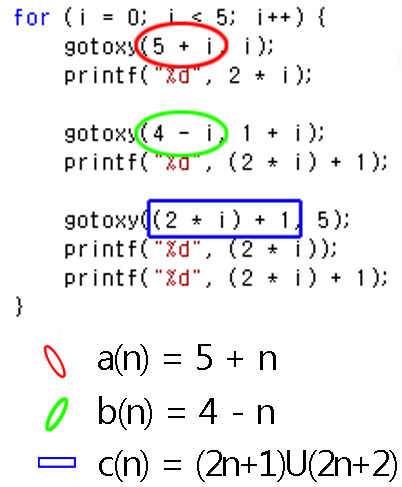 for (i = 0; i < 5; i++) {
gotoxy(5 + i, i);
printf("%d", 2 * i);
gotoxy(4 - i, 1 + i);
printf("%d", (2 * i) + 1);
gotoxy((2 * i) + 1, 5);
printf("%d", (2 * i));
printf("%d", (2 * i) + 1);
}
a(n) = 5 + n
b(n) = 4 - n
c(n) = (2n+1)U(2n+2)